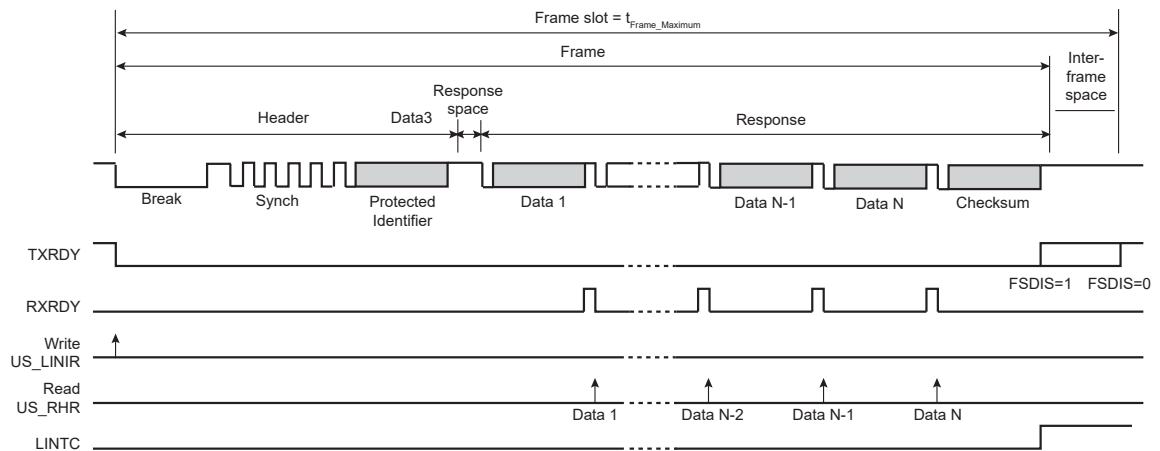 Frame slot = tFrame_Maximum
Frame
Inter-
frame
space
Response
space
Header
Data3
Response
Break
Synch
Protected
Identifier
Data 1
Data N-1
Data N
Checksum
TXRDY
FSDIS=1 FSDIS=0
RXRDY
Write
US_LINIR
Read
US_RHR
Data 1
Data N-2
Data N-1
Data N
LINTC